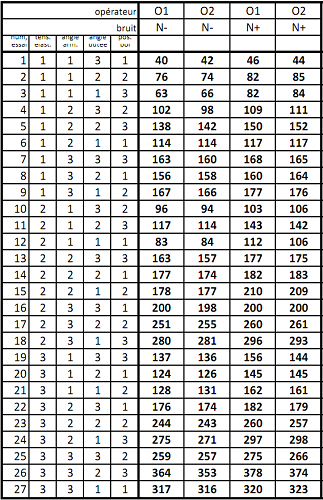 opérateur O1 O2 O1 O2
bruit N- N- N+ N+
num. tens. angle angle pos.
essai élast. arm. butée bol
1 1 1 3 1 40 42 46 44
2 1 1 2 2 76 74 82 85
3 1 1 1 3 63 66 82 84
4 1 2 3 2 102 98 109 111
5 1 2 2 3 138 142 150 152
6 1 2 1 1 114 114 117 117
7 1 3 3 3 163 160 168 165
8 1 3 2 1 156 158 160 164
9 1 3 1 2 167 166 177 176
10 2 1 3 2 96 94 103 106
11 2 1 2 3 117 114 143 142
12 2 1 1 1 83 84 112 106
13 2 2 3 3 163 157 177 175
14 2 2 2 1 177 174 182 183
15 2 2 1 2 178 177 210 209
16 2 3 3 1 200 198 200 200
17 2 3 2 2 251 255 260 261
18 2 3 1 3 280 281 296 293
19 3 1 3 3 137 136 156 144
20 3 1 2 1 124 126 145 145
21 3 1 1 2 128 131 162 161
22 3 2 3 1 176 174 182 179
23 3 2 2 2 244 243 260 257
24 3 2 1 3 275 271 297 298
25 3 3 3 2 259 257 275 266
26 3 3 2 3 364 353 378 374
27 3 3 1 1 317 316 320 323